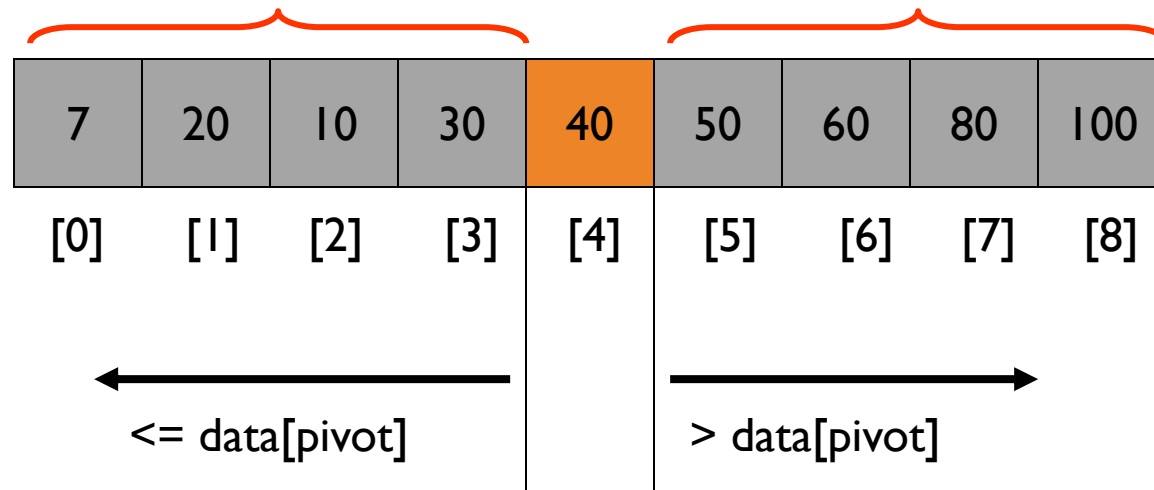 7 20 10 30 40 50 60 80 100
[0] [1] [2] [3] [4] [5] [6] [7] [8]
<= data[pivot] > data[pivot]